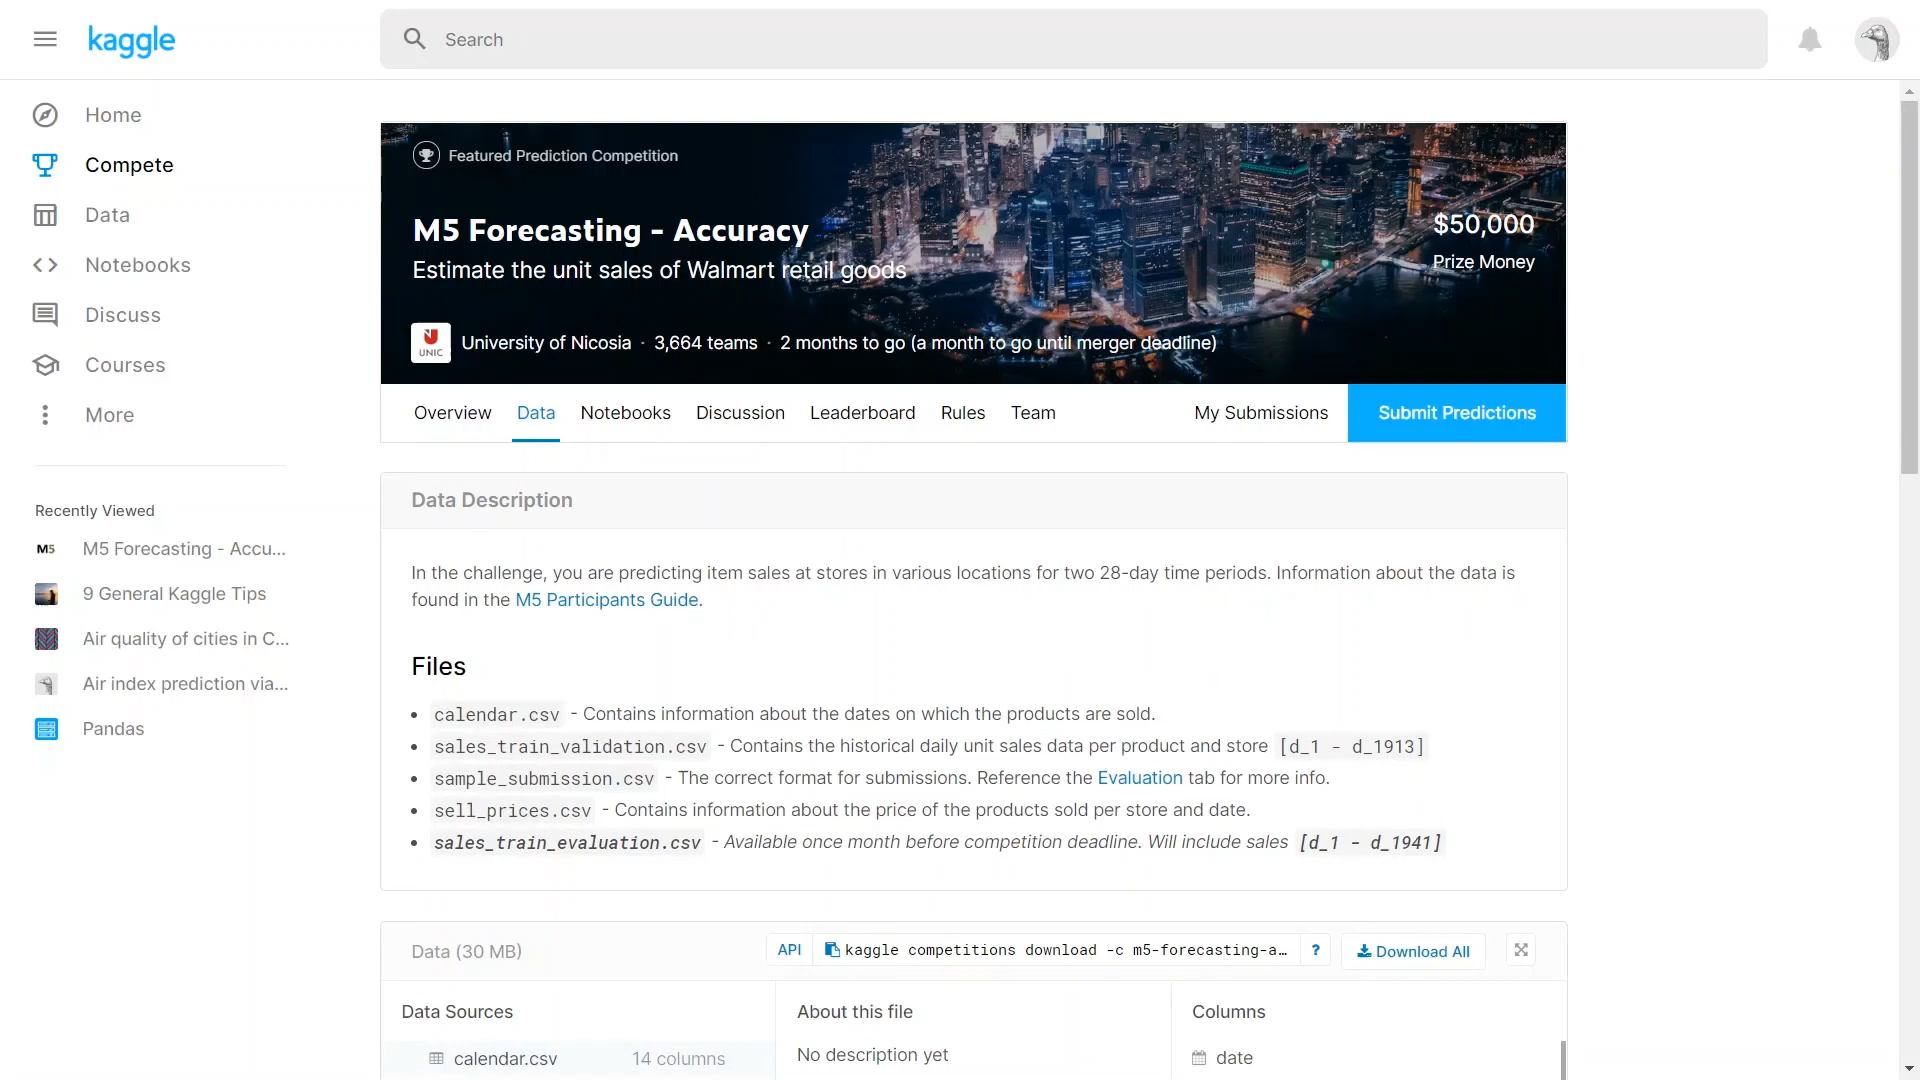 kaggle
Search
Home
Compete
Data
Notebooks
Discuss
Courses
More
Recently Viewed
M5 M5 Forecasting - Accu...
9 General Kaggle Tips
Air quality of cities in C...
Air index prediction via...
Pandas
Featured Prediction Competition
M5 Forecasting - Accuracy
Estimate the unit sales of Walmart retail goods
$50,000
Prize Money
UNIC
University of Nicosia · 3,664 teams · 2 months to go (a month to go until merger deadline)
Overview Data Notebooks Discussion Leaderboard Rules Team My Submissions Submit Predictions
Data Description
In the challenge, you are predicting item sales at stores in various locations for two 28-day time periods. Information about the data is
found in the M5 Participants Guide.
Files
• calendar.csv - Contains information about the dates on which the products are sold.
• sales_train_validation.csv - Contains the historical daily unit sales data per product and store [d_1 - d_1913]
• sample_submission.csv - The correct format for submissions. Reference the Evaluation tab for more info.
• sell_prices.csv - Contains information about the price of the products sold per store and date.
• sales_train_evaluation.csv - Available once month before competition deadline. Will include sales [d_1 - d_1941]
Data (30 MB) API kaggle competitions download -c m5-forecasting-a... ? Download All
Data Sources
calendar.csv 14 columns
About this file
No description yet
Columns
date